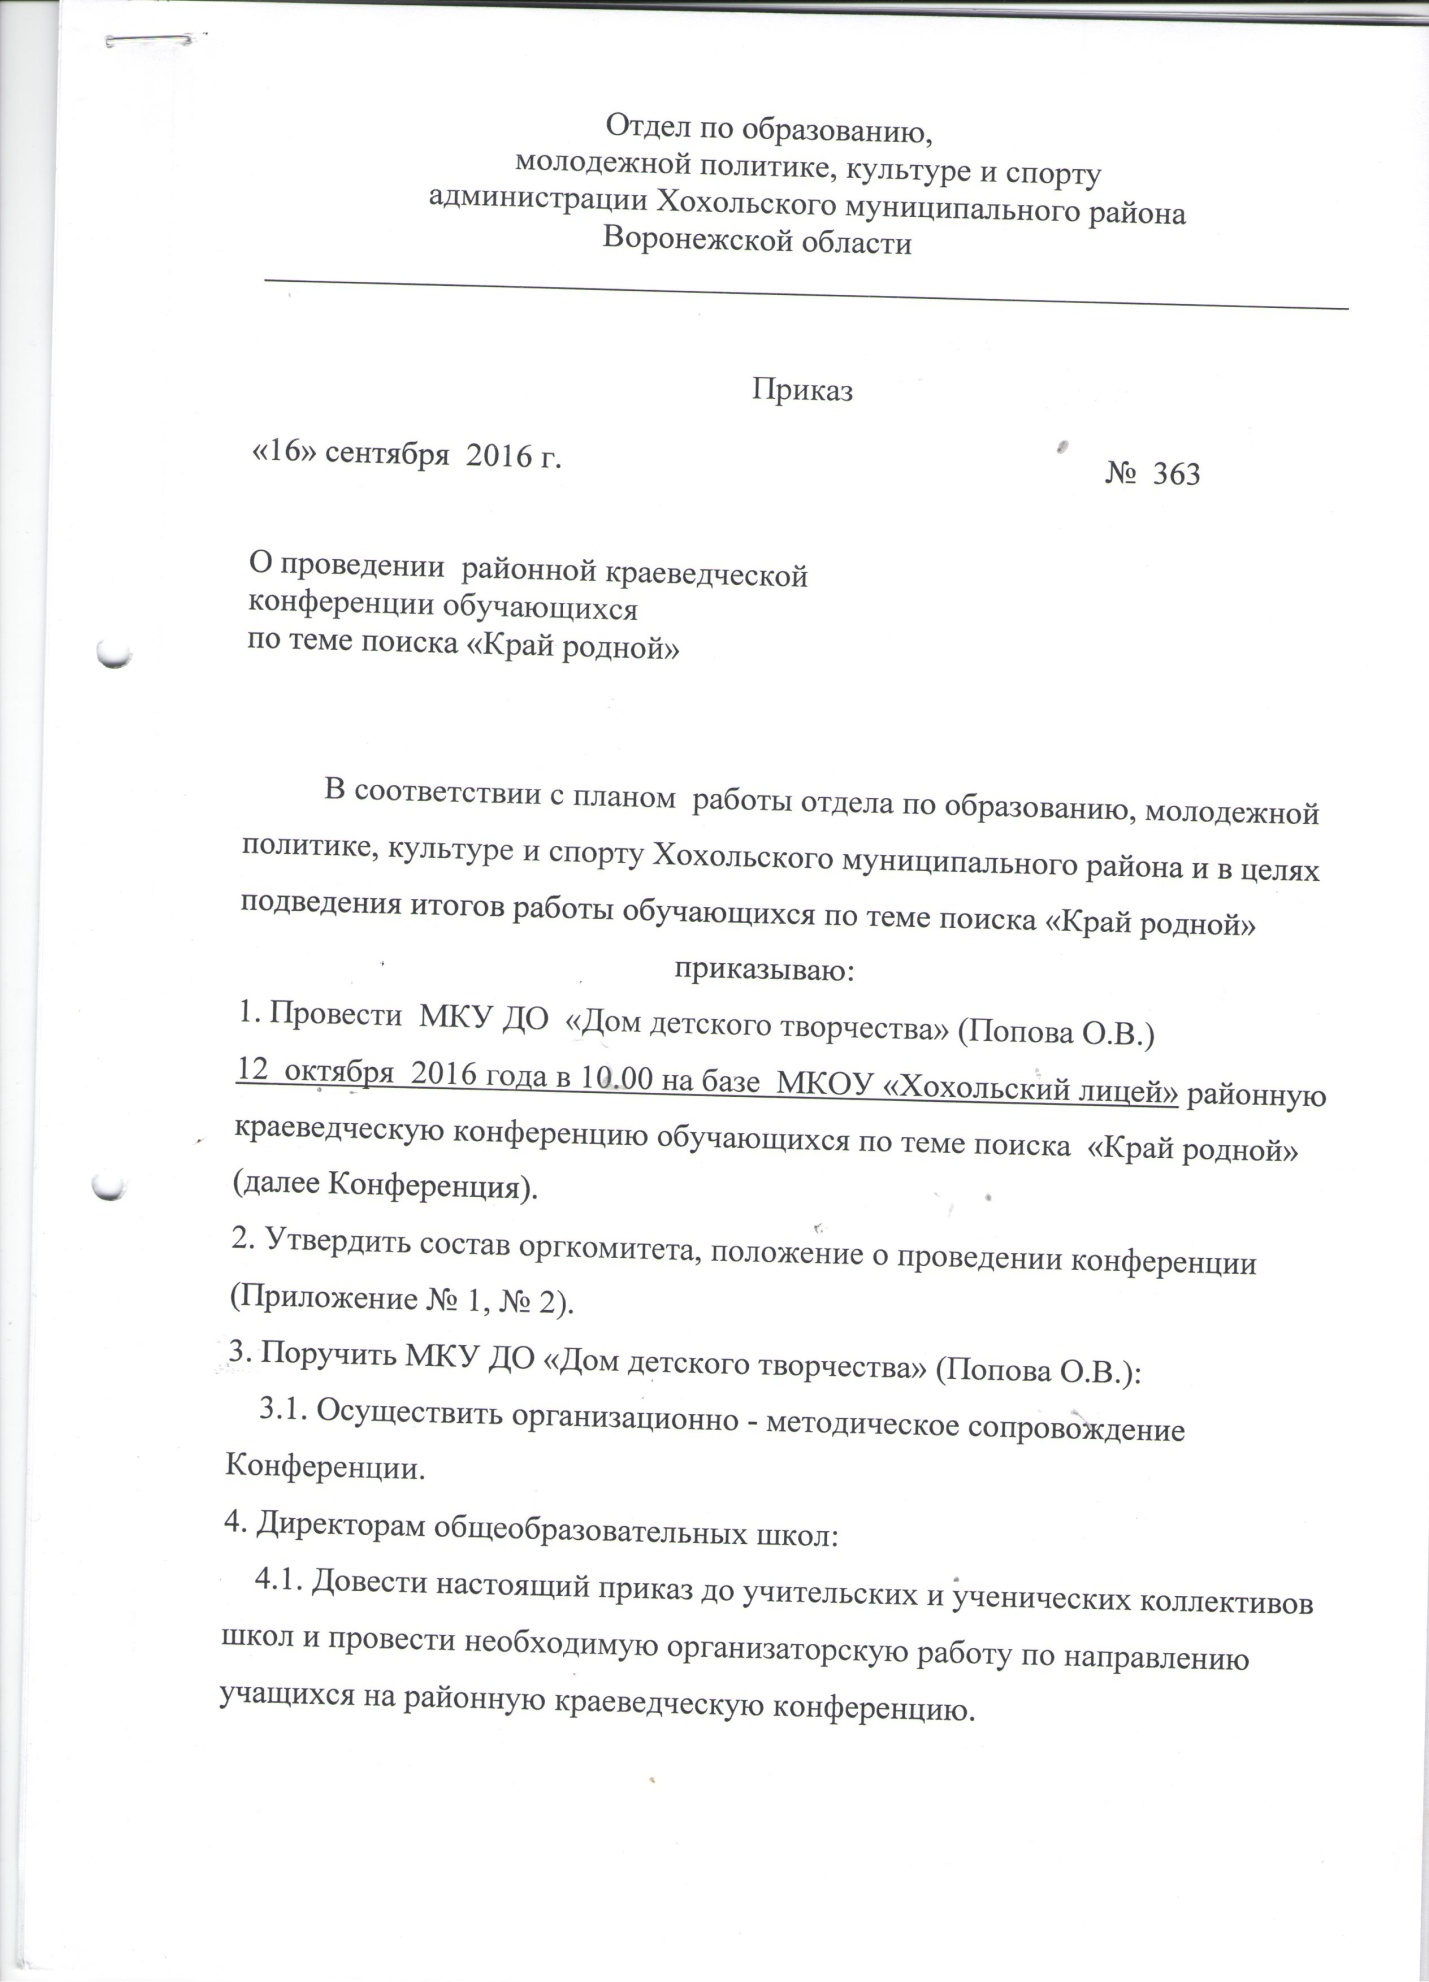 Отдел по образованию,
молодежной политике, культуре и спорту
администрации Хохольского муниципального района
Воронежской области
Приказ
«16» сентября 2016 г.
№ 363
О проведении районной краеведческой
конференции обучающихся
по теме поиска «Край родной»
В соответствии с планом работы отдела по образованию, молодежной
политике, культуре и спорту Хохольского муниципального района и в целях
подведения итогов работы обучающихся по теме поиска «Край родной»
приказываю:
1. Провести МКУ ДО «Дом детского творчества» (Попова О.В.)
12 октября 2016 года в 10.00 на базе МКОУ «Хохольский лицей» районную
краеведческую конференцию обучающихся по теме поиска «Край родной»
(далее Конференция).
2. Утвердить состав оргкомитета, положение о проведении конференции
(Приложение № 1, № 2).
3. Поручить МКУ ДО «Дом детского творчества» (Попова О.В.):
3.1. Осуществить организационно - методическое сопровождение
Конференции.
4. Директорам общеобразовательных школ:
4.1. Довести настоящий приказ до учительских и ученических коллективов
школ и провести необходимую организаторскую работу по направлению
учащихся на районную краеведческую конференцию.